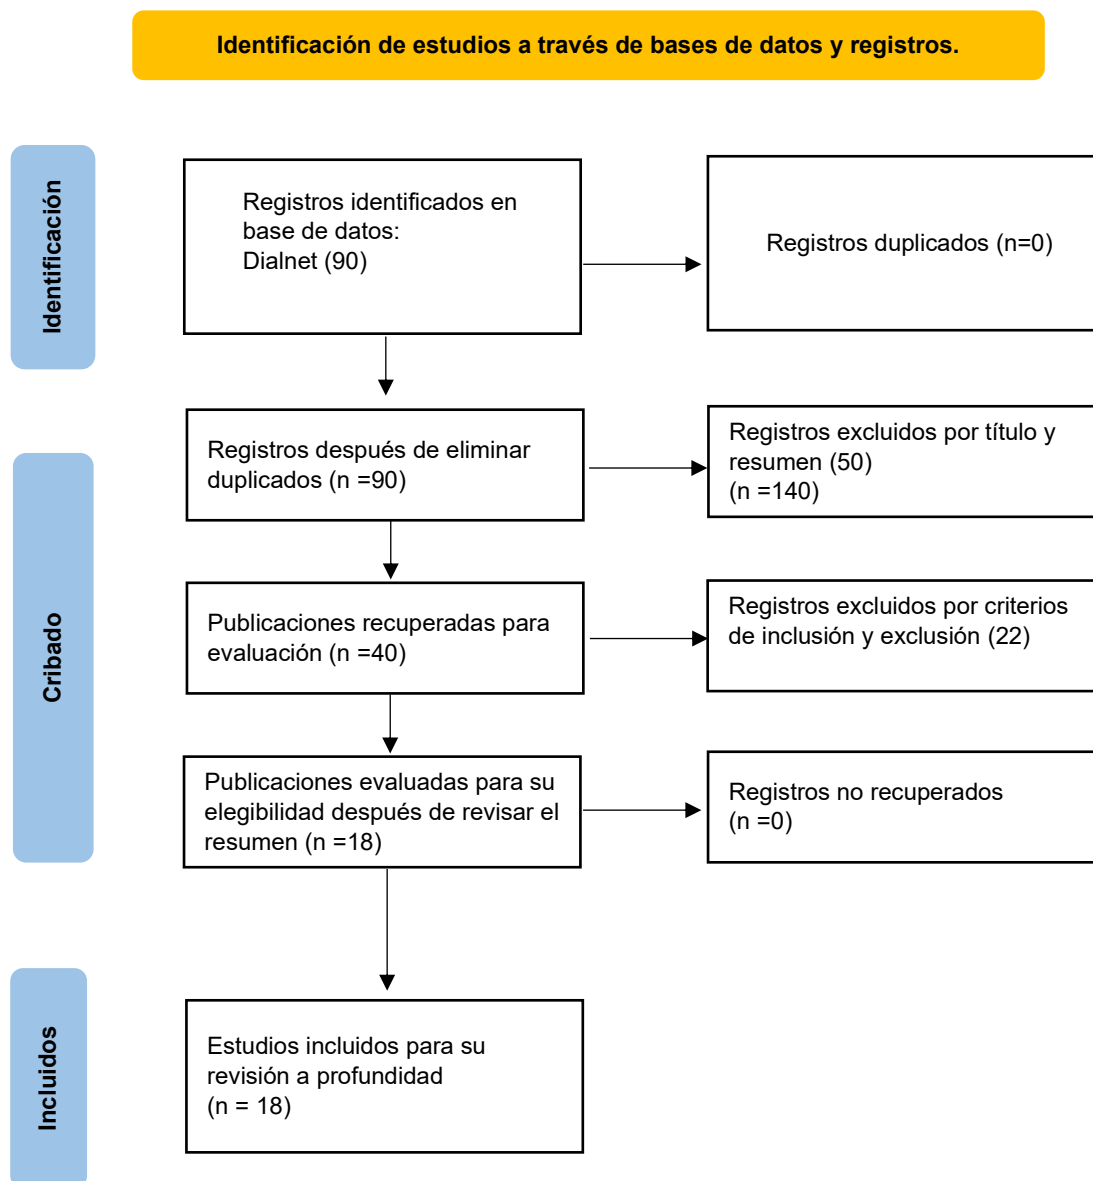 Identificación de estudios a través de bases de datos y registros.
Identificación
Registros identificados en
base de datos:
Dialnet (90)
Registros duplicados (n=0)
Cribado
Registros después de eliminar
duplicados (n =90)
Registros excluidos por título y
resumen (50)
(n =140)
Publicaciones recuperadas para
evaluación (n =40)
Registros excluidos por criterios
de inclusión y exclusión (22)
Publicaciones evaluadas para su
elegibilidad después de revisar el
resumen (n =18)
Registros no recuperados
(n =0)
Incluidos
Estudios incluidos para su
revisión a profundidad
(n = 18)